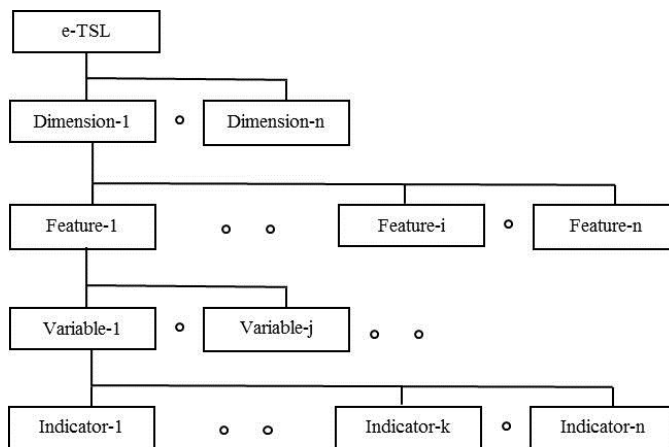 e-TSL
Dimension-1
Dimension-n
Feature-1
Feature-i
Feature-n
Variable-1
Variable-j
Indicator-1
Indicator-k
Indicator-n